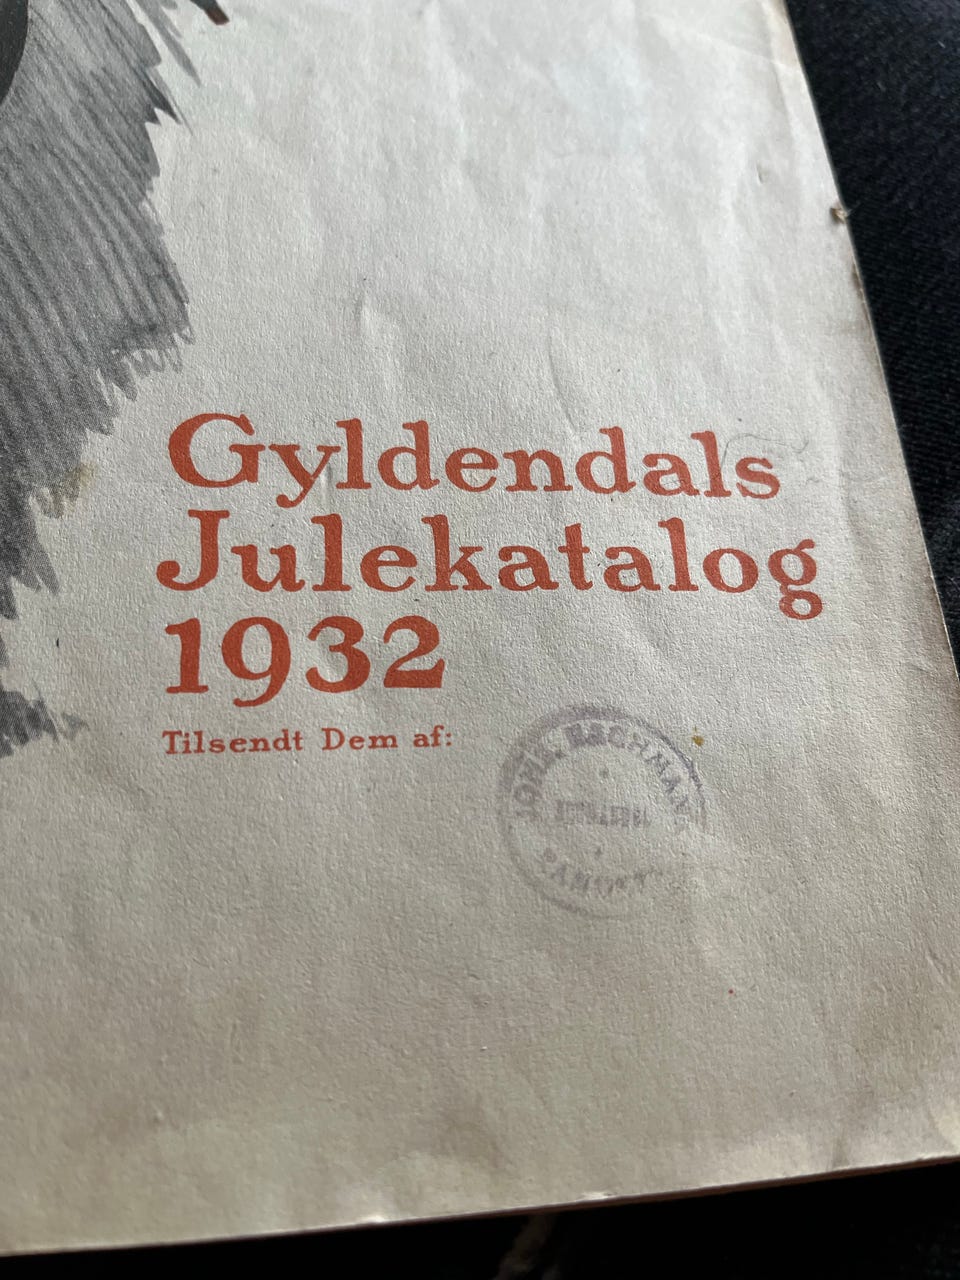 Gyldendals
Julekatalog
1932
Tilsendt Dem af: